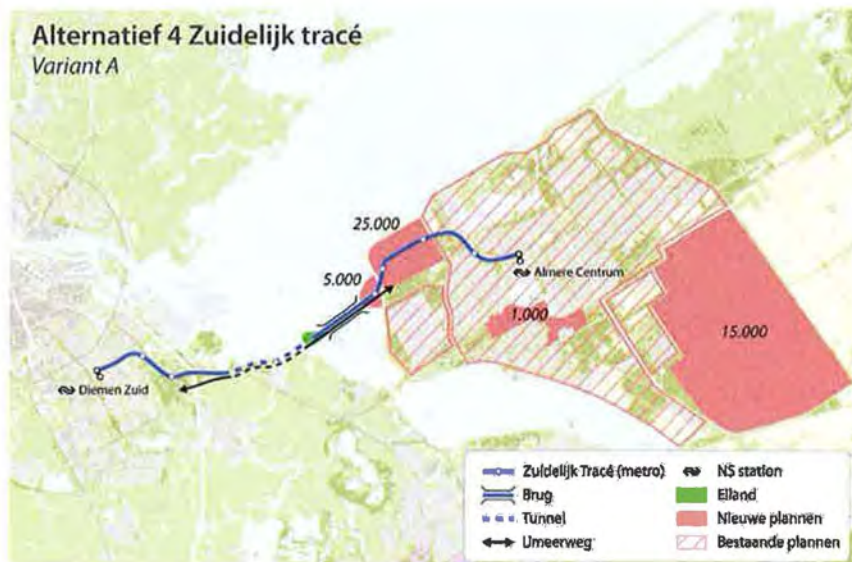 Alternatief 4 Zuidelijk tracé
Variant A
25.000
5.000
Almere Centrum
1.000
15.000
Diemen Zuid
Zuidelijk Tracé (metro)
Brug
Tunnel
IJmeerweg
NS station
Eiland
Nieuwe plannen
Bestaande plannen